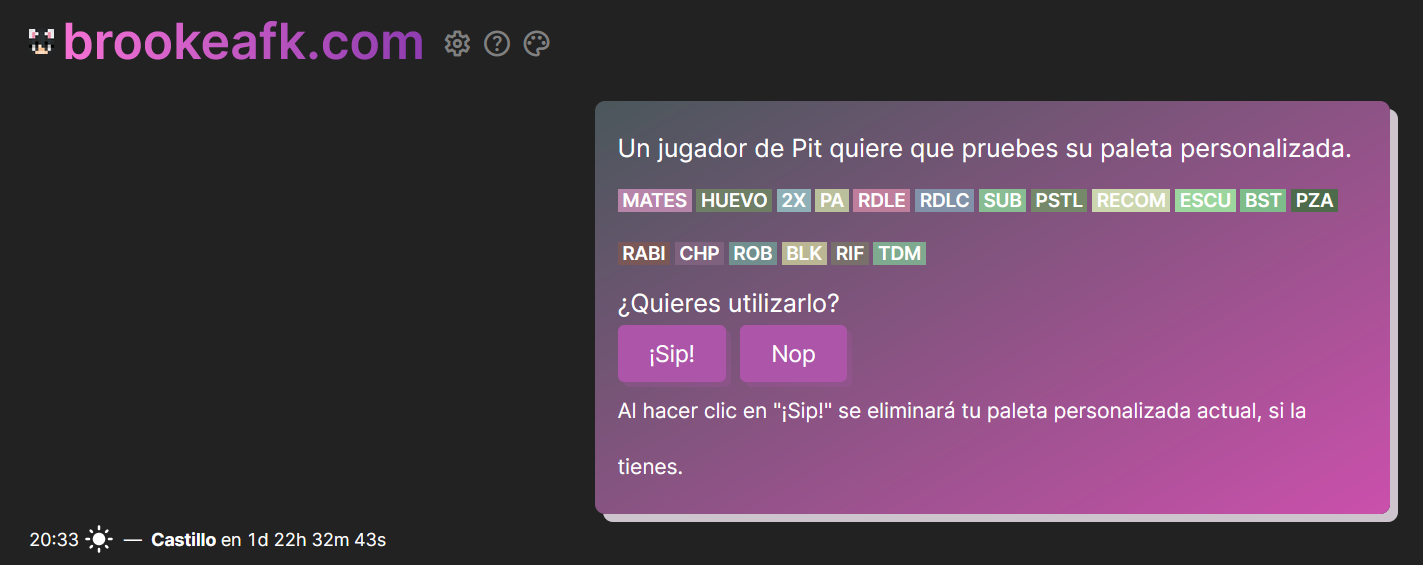 brookeafk.com
Un jugador de Pit quiere que pruebes su paleta personalizada.
MATES HUEVO 2X PA RDLE RDLC SUB PSTL RECOM ESCU BST PZA
RABI CHP ROB BLK RIF TDM
¿Quieres utilizarlo?
¡Sip! Nop
Al hacer clic en "¡Sip!" se eliminará tu paleta personalizada actual, si la
tienes.
20:33 — Castillo en 1d 22h 32m 43s